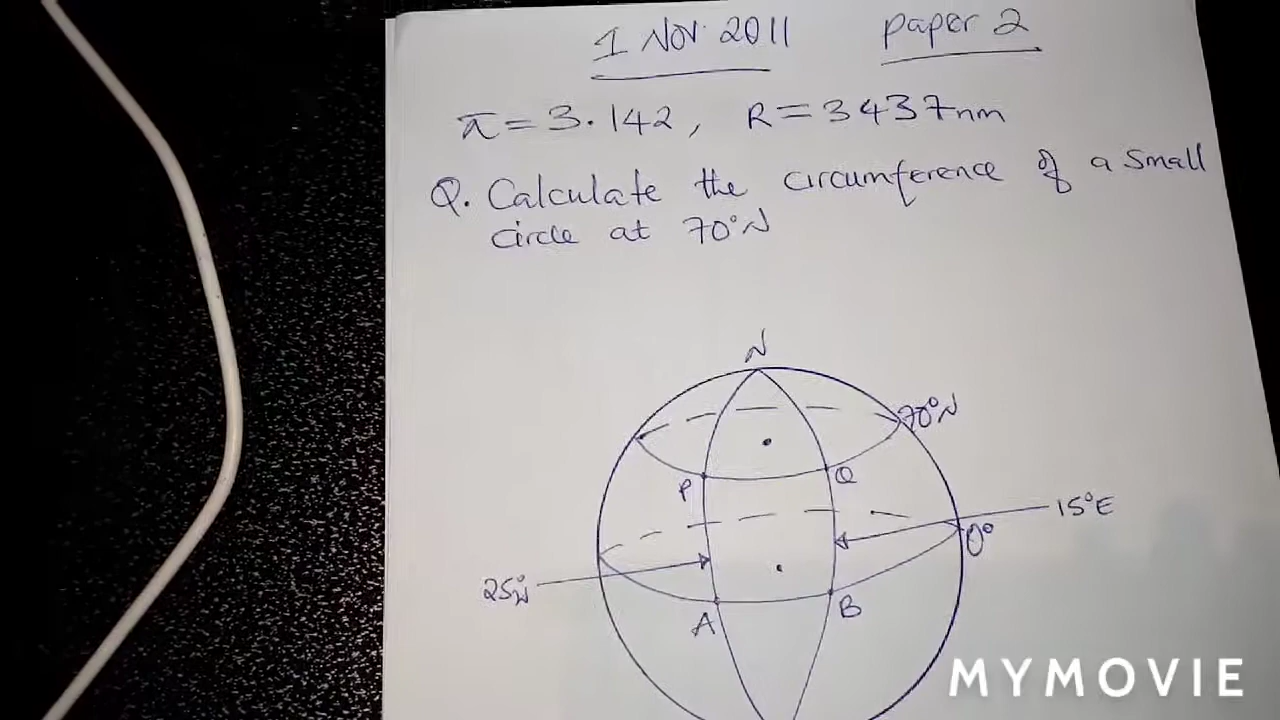 1 Nov 2011 paper 2
π = 3.142, R = 3437nm
Q. Calculate the circumference of a small
circle at 70°N
N
70°N
P
Q
15°E
0°
25°W
A
B
MYMOVIE